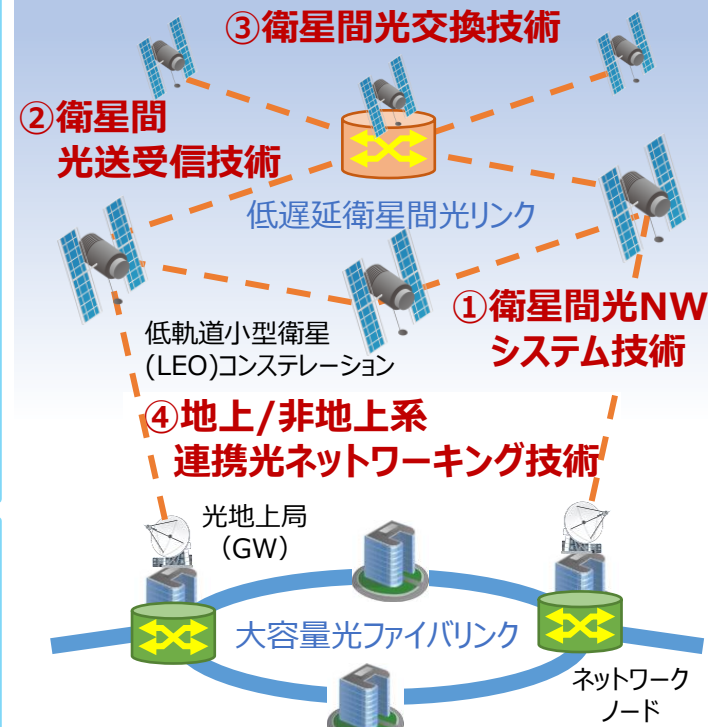 ③衛星間光交換技術
②衛星間
光送受信技術
低遅延衛星間光リンク
①衛星間光NW
システム技術
低軌道小型衛星
(LEO)コンステレーション
④地上/非地上系
連携光ネットワーキング技術
光地上局
（GW）
大容量光ファイバリンク
ネットワーク
ノード